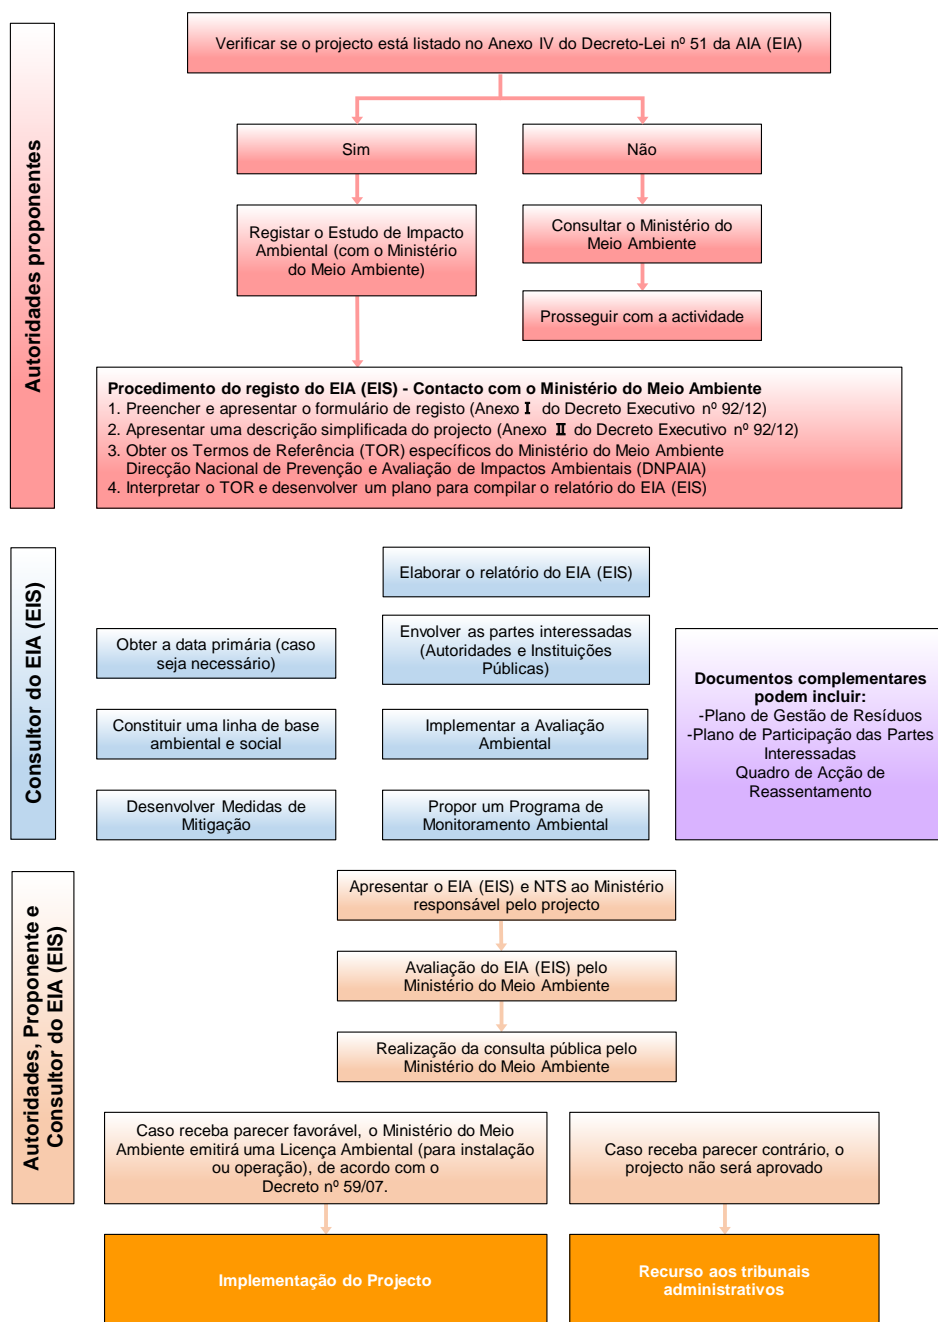 Autoridades proponentes
Verificar se o projecto está listado no Anexo IV do Decreto-Lei nº 51 da AIA (EIA)
Sim
Não
Registar o Estudo de Impacto
Ambiental (com o Ministério
do Meio Ambiente)
Consultar o Ministério do
Meio Ambiente
Prosseguir com a actividade
Procedimento do registo do EIA (EIS) - Contacto com o Ministério do Meio Ambiente
1. Preencher e apresentar o formulário de registo (Anexo Ⅰ do Decreto Executivo nº 92/12)
2. Apresentar uma descrição simplificada do projecto (Anexo Ⅱ do Decreto Executivo nº 92/12)
3. Obter os Termos de Referência (TOR) específicos do Ministério do Meio Ambiente
Direcção Nacional de Prevenção e Avaliação de Impactos Ambientais (DNPAIA)
4. Interpretar o TOR e desenvolver um plano para compilar o relatório do EIA (EIS)
Consultor do EIA (EIS)
Elaborar o relatório do EIA (EIS)
Obter a data primária (caso
seja necessário)
Envolver as partes interessadas
(Autoridades e Instituições
Públicas)
Constituir uma linha de base
ambiental e social
Implementar a Avaliação
Ambiental
Desenvolver Medidas de
Mitigação
Propor um Programa de
Monitoramento Ambiental
Documentos complementares
podem incluir:
-Plano de Gestão de Resíduos
-Plano de Participação das Partes
Interessadas
Quadro de Acção de
Reassentamento
Autoridades, Proponente e
Consultor do EIA (EIS)
Apresentar o EIA (EIS) e NTS ao Ministério
responsável pelo projecto
Avaliação do EIA (EIS) pelo
Ministério do Meio Ambiente
Realização da consulta pública pelo
Ministério do Meio Ambiente
Caso receba parecer favorável, o Ministério do Meio
Ambiente emitirá uma Licença Ambiental (para instalação
ou operação), de acordo com o
Decreto nº 59/07.
Caso receba parecer contrário, o
projecto não será aprovado
Implementação do Projecto
Recurso aos tribunais
administrativos